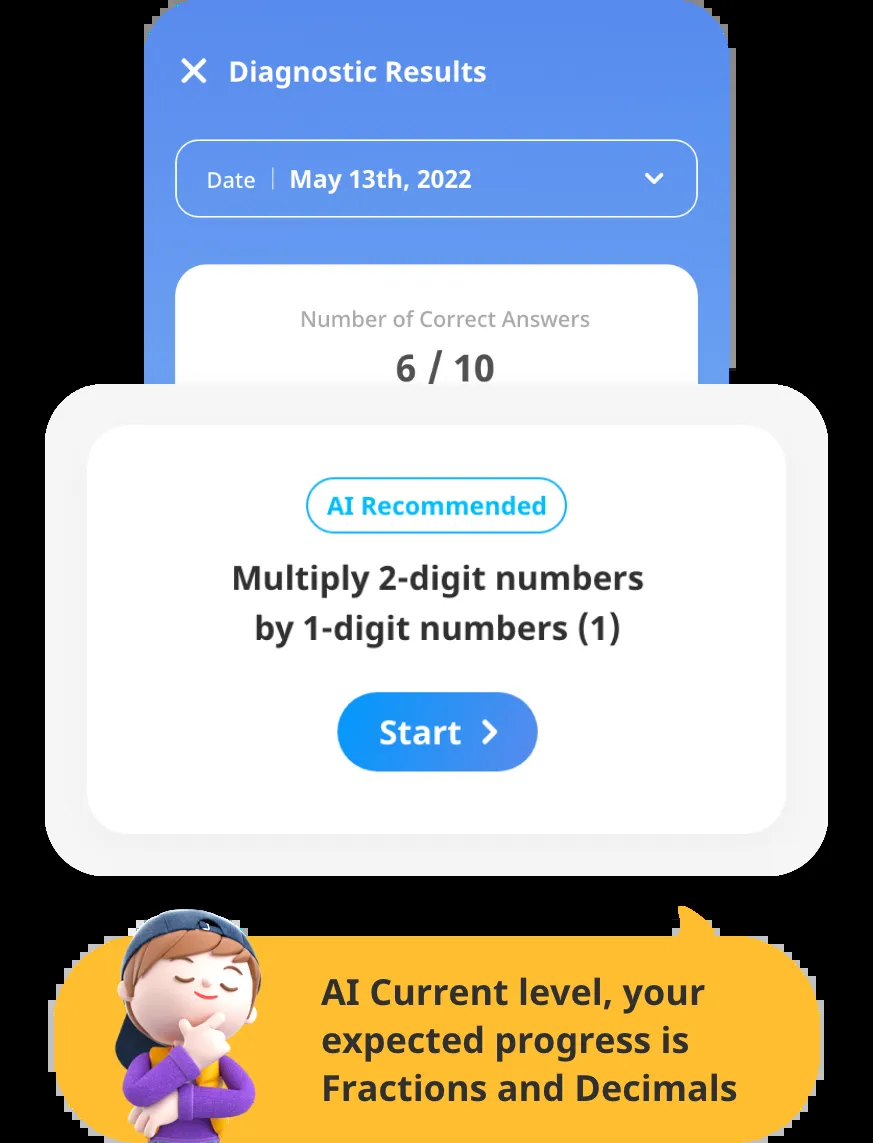 Diagnostic Results
Date | May 13th, 2022
Number of Correct Answers
6 / 10
AI Recommended
Multiply 2-digit numbers
by 1-digit numbers (1)
Start
AI Current level, your
expected progress is
Fractions and Decimals